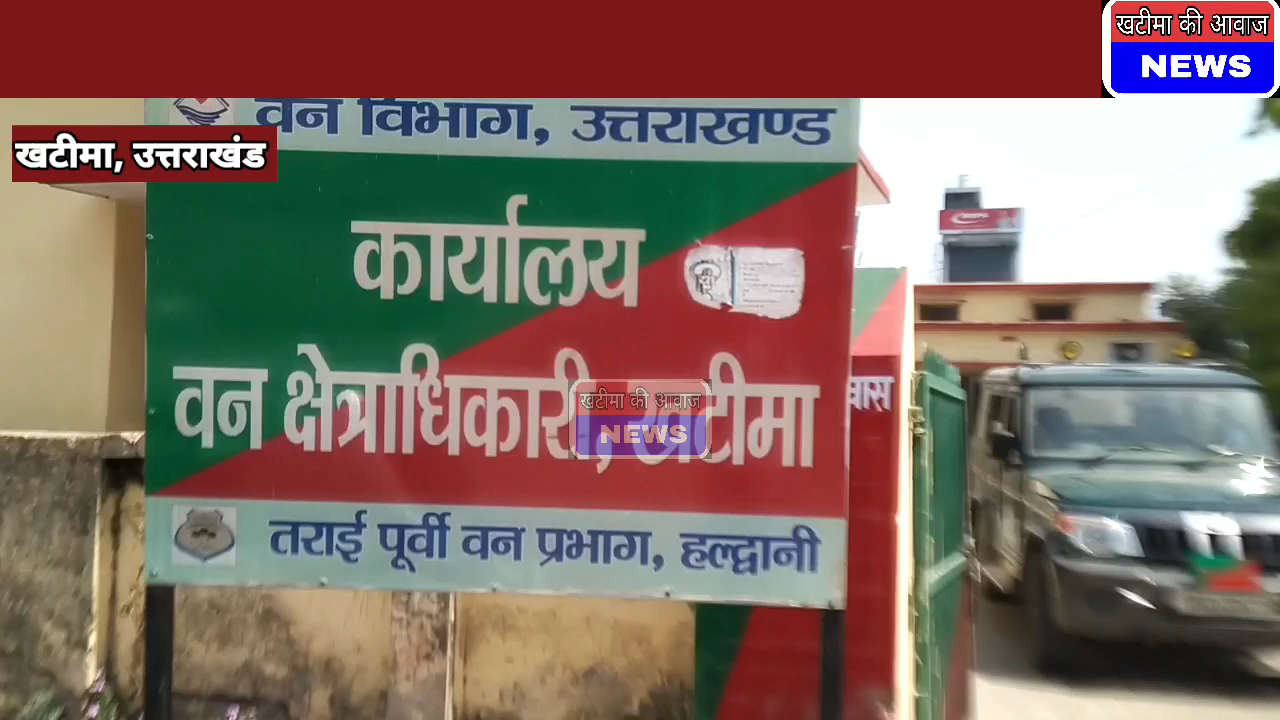 खटीमा की आवाज
NEWS
वन विभाग, उत्तराखण्ड
खटीमा, उत्तराखंड
कार्यालय
वन क्षेत्राधिकारी, खटीमा
खटीमा की आवाज
NEWS
तराई पूर्वी वन प्रभाग, हल्द्वानी